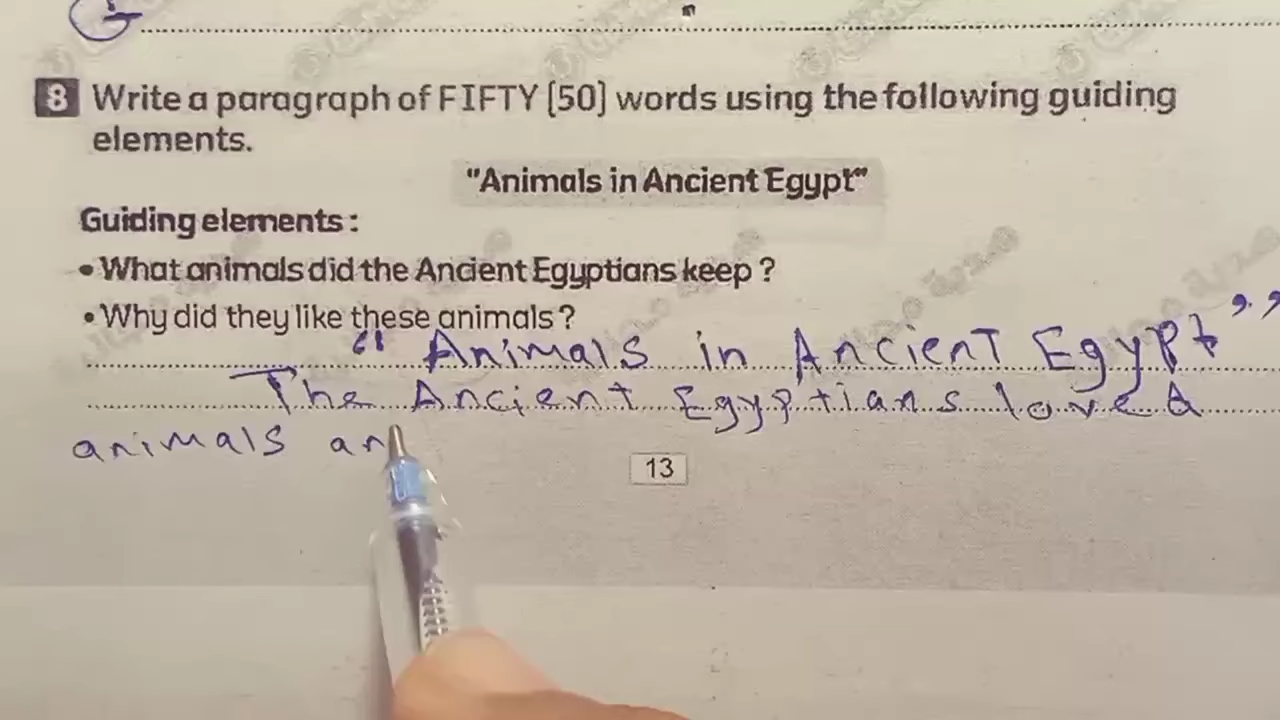 8 Write a paragraph of FIFTY (50) words using the following guiding
elements.
"Animals in Ancient Egypt"
Guiding elements :
• What animals did the Ancient Egyptians keep ?
• Why did they like these animals ?
"Animals in Ancient Egypt"
The Ancient Egyptians loved
animals an
13